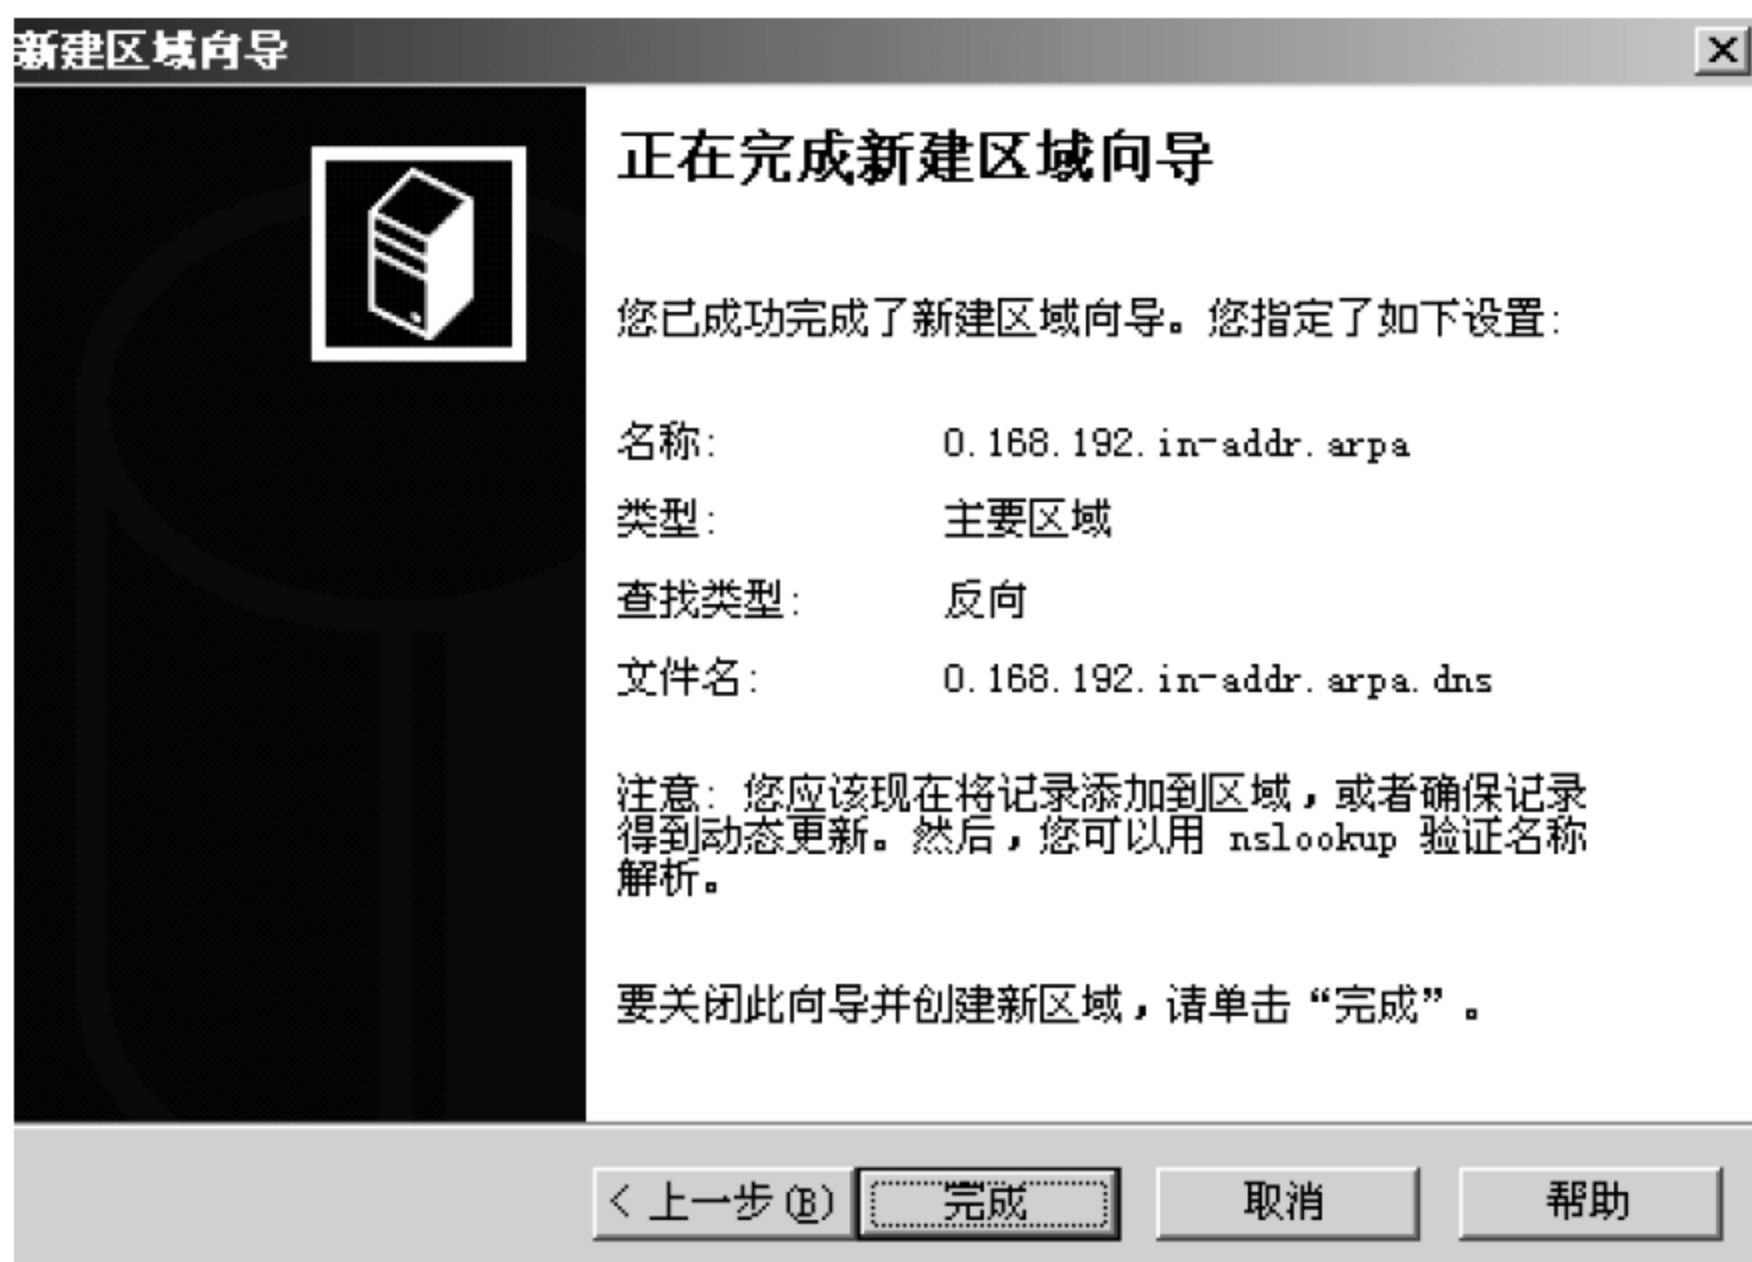 新建区域向导
正在完成新建区域向导
您已成功完成了新建区域向导。您指定了如下设置:
名称: 0.168.192.in-addr.arpa
类型: 主要区域
查找类型: 反向
文件名: 0.168.192.in-addr.arpa.dns
注意: 您应该现在将记录添加到区域，或者确保记录
得到动态更新。然后，您可以用 nslookup 验证名称
解析。
要关闭此向导并创建新区域，请单击“完成”。
< 上一步(B) 完成 取消 帮助